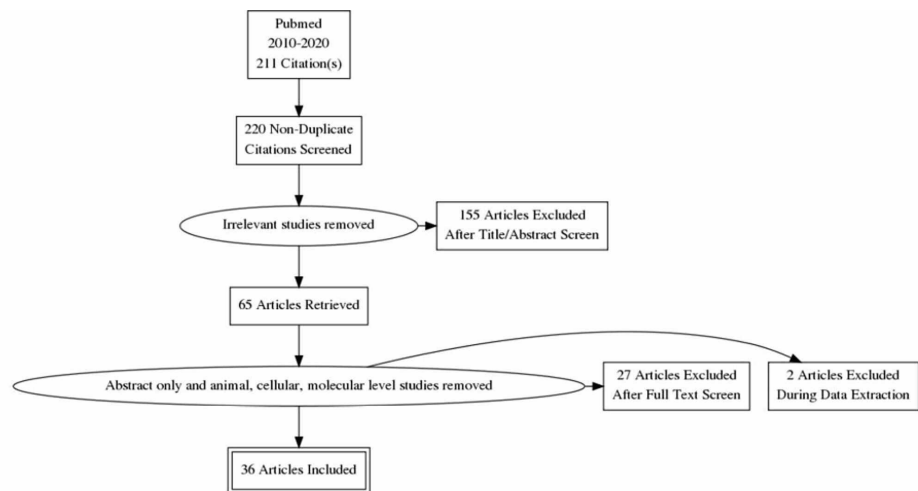 Pubmed
2010-2020
211 Citation(s)
220 Non-Duplicate
Citations Screened
Irrelevant studies removed
155 Articles Excluded
After Title/Abstract Screen
65 Articles Retrieved
Abstract only and animal, cellular, molecular level studies removed
27 Articles Excluded
After Full Text Screen
2 Articles Excluded
During Data Extraction
36 Articles Included